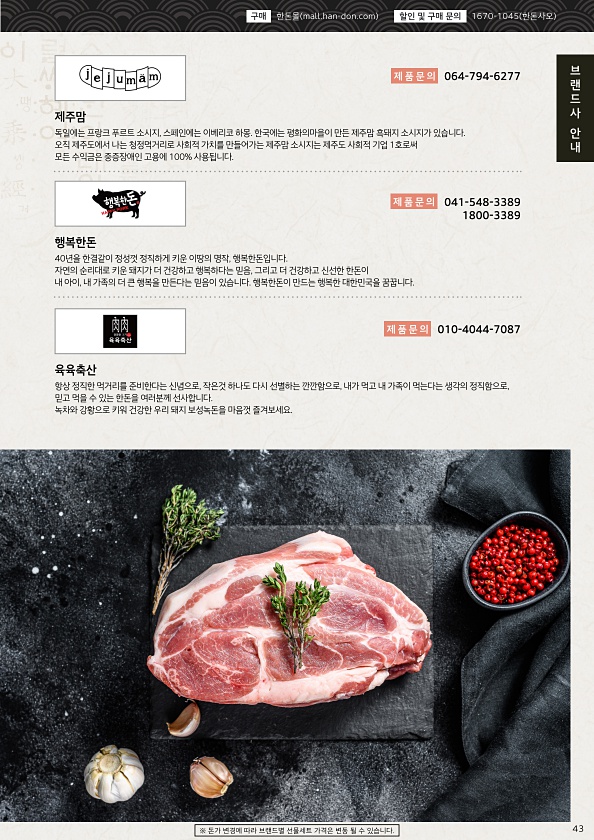 구매 한돈몰(mall.han-don.com) 할인 및 구매 문의 1670-1045(한돈사오)
브랜드사 안내
jejumam
제품문의 064-794-6277
제주맘
독일에는 프랑크 푸르트 소시지, 스페인에는 이베리코 하몽. 한국에는 평화의마을이 만든 제주맘 흑돼지 소시지가 있습니다.
오직 제주도에서 나는 청정먹거리로 사회적 가치를 만들어가는 제주맘 소시지는 제주도 사회적 기업 1호로써
모든 수익금은 중증장애인 고용에 100% 사용됩니다.
행복한돈
제품문의 041-548-3389
1800-3389
행복한돈
40년을 한결같이 정성껏 정직하게 키운 이땅의 명작, 행복한돈입니다.
자연의 순리대로 키운 돼지가 더 건강하고 행복하다는 믿음, 그리고 더 건강하고 신선한 한돈이
내 아이, 내 가족의 더 큰 행복을 만든다는 믿음이 있습니다. 행복한돈이 만드는 행복한 대한민국을 꿈꿉니다.
육육축산
제품문의 010-4044-7087
육육축산
항상 정직한 먹거리를 준비한다는 신념으로, 작은것 하나도 다시 선별하는 깐깐함으로, 내가 먹고 내 가족이 먹는다는 생각의 정직함으로,
믿고 먹을 수 있는 한돈을 여러분께 선사합니다.
녹차와 강황으로 키워 건강한 우리 돼지 보성녹돈을 마음껏 즐겨보세요.
※ 돈가 변경에 따라 브랜드별 선물세트 가격은 변동 될 수 있습니다.
43